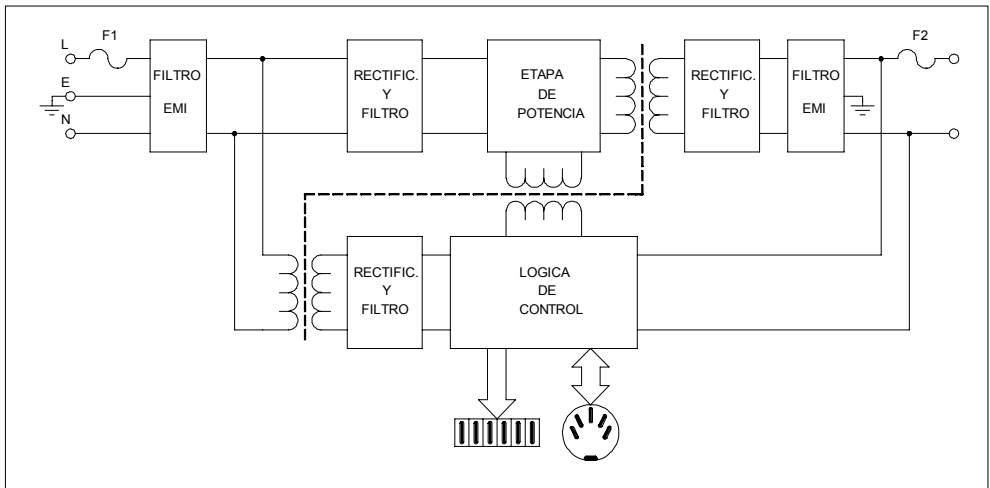 F1
F2
L
E
N
FILTRO
EMI
RECTIFIC.
Y
FILTRO
ETAPA
DE
POTENCIA
RECTIFIC.
Y
FILTRO
FILTRO
EMI
RECTIFIC.
Y
FILTRO
LOGICA
DE
CONTROL